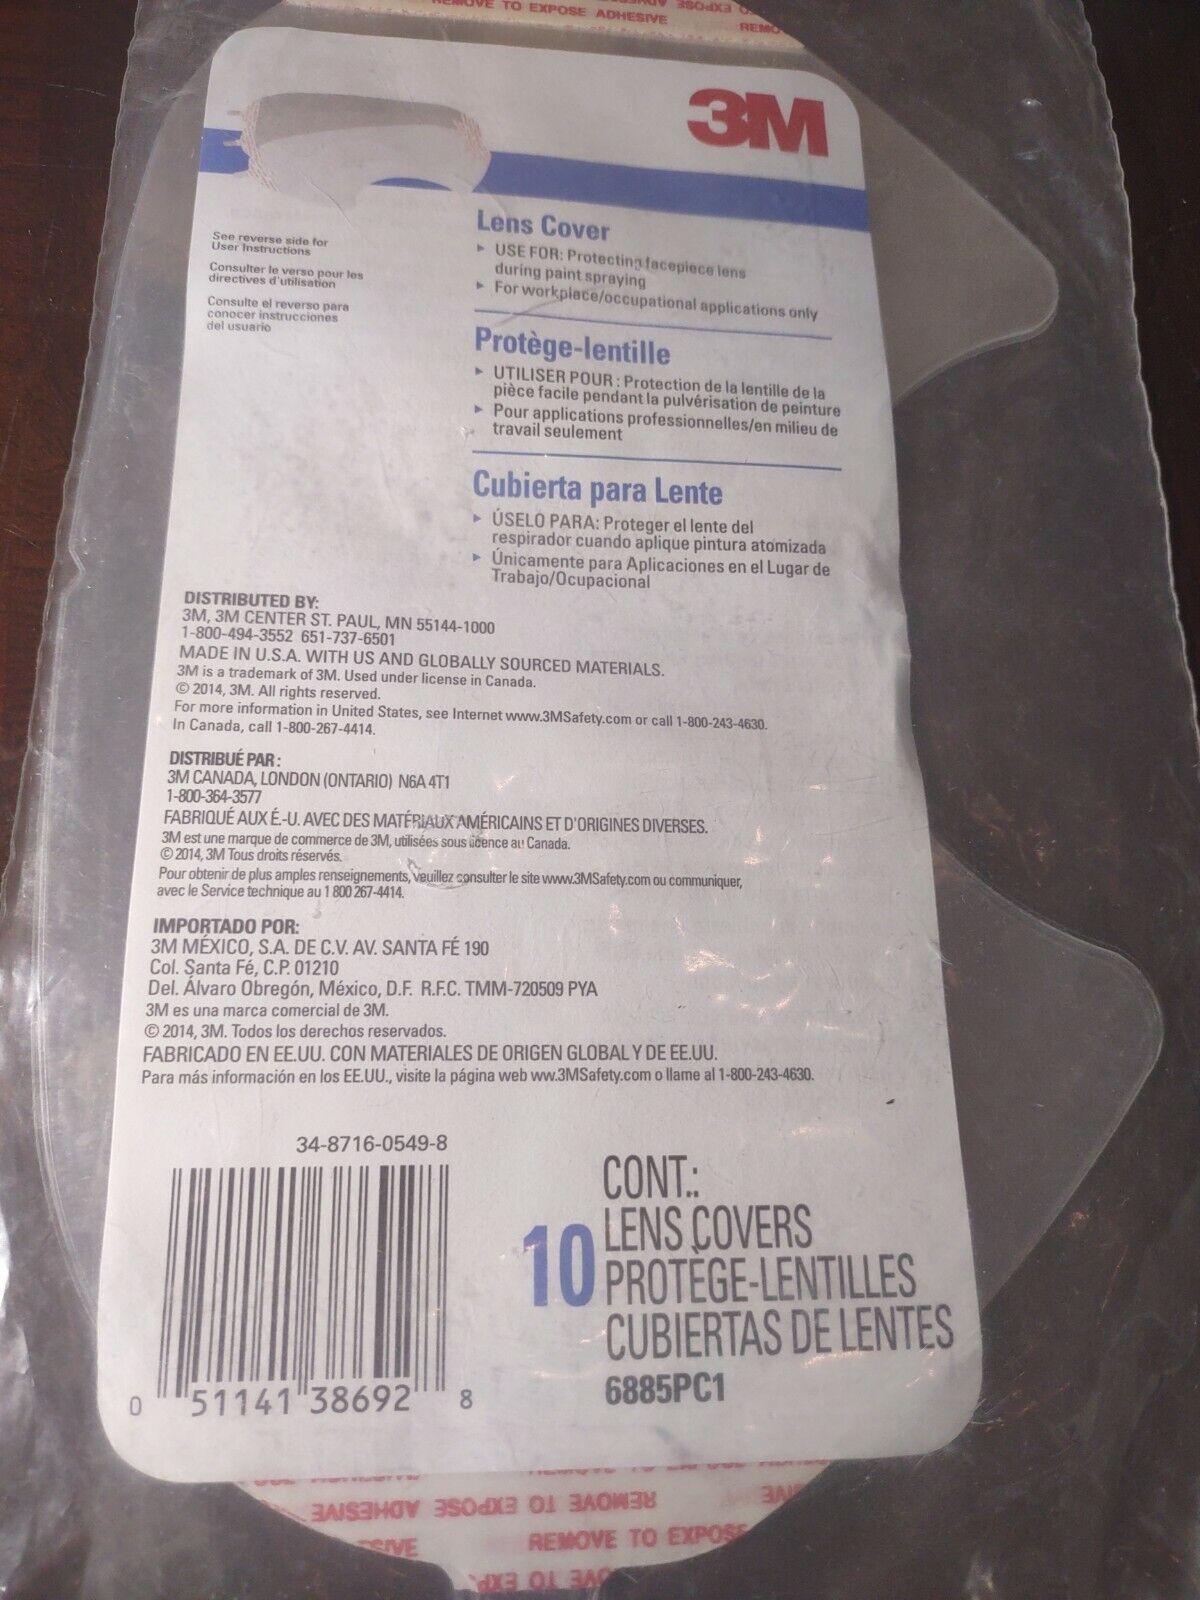 REMOVE TO EXPOSE ADHESIVE
3M
Lens Cover
▸ USE FOR: Protecting facepiece lens
during paint spraying
▸ For workplace/occupational applications only
See reverse side for
User Instructions
Consulter le verso pour les
directives d'utilisation
Consulte el reverso para
conocer instrucciones
del usuario
Protège-lentille
▸ UTILISER POUR : Protection de la lentille de la
pièce facile pendant la pulvérisation de peinture
▸ Pour applications professionnelles/en milieu de
travail seulement
Cubierta para Lente
▸ ÚSELO PARA: Proteger el lente del
respirador cuando aplique pintura atomizada
▸ Únicamente para Aplicaciones en el Lugar de
Trabajo/Ocupacional
DISTRIBUTED BY:
3M, 3M CENTER ST. PAUL, MN 55144-1000
1-800-494-3552 651-737-6501
MADE IN U.S.A. WITH US AND GLOBALLY SOURCED MATERIALS.
3M is a trademark of 3M. Used under license in Canada.
© 2014, 3M. All rights reserved.
For more information in United States, see Internet www.3MSafety.com or call 1-800-243-4630.
In Canada, call 1-800-267-4414.
DISTRIBUÉ PAR :
3M CANADA, LONDON (ONTARIO) N6A 4T1
1-800-364-3577
FABRIQUÉ AUX É.-U. AVEC DES MATÉRIAUX AMÉRICAINS ET D'ORIGINES DIVERSES.
3M est une marque de commerce de 3M, utilisées sous licence au Canada.
© 2014, 3M Tous droits réservés.
Pour obtenir de plus amples renseignements, veuillez consulter le site www.3MSafety.com ou communiquer,
avec le Service technique au 1 800 267-4414.
IMPORTADO POR:
3M MÉXICO, S.A. DE C.V. AV. SANTA FÉ 190
Col. Santa Fé, C.P. 01210
Del. Álvaro Obregón, México, D.F. R.F.C. TMM-720509 PYA
3M es una marca comercial de 3M.
© 2014, 3M. Todos los derechos reservados.
FABRICADO EN EE.UU. CON MATERIALES DE ORIGEN GLOBAL Y DE EE.UU.
Para más información en los EE.UU., visite la página web ww.3MSafety.com o llame al 1-800-243-4630.
34-8716-0549-8
0 51141 38692 8
CONT.:
10 LENS COVERS
PROTÈGE-LENTILLES
CUBIERTAS DE LENTES
6885PC1
REMOVE TO EXPOSE ADHESIVE
REMOVE TO EXPOSE